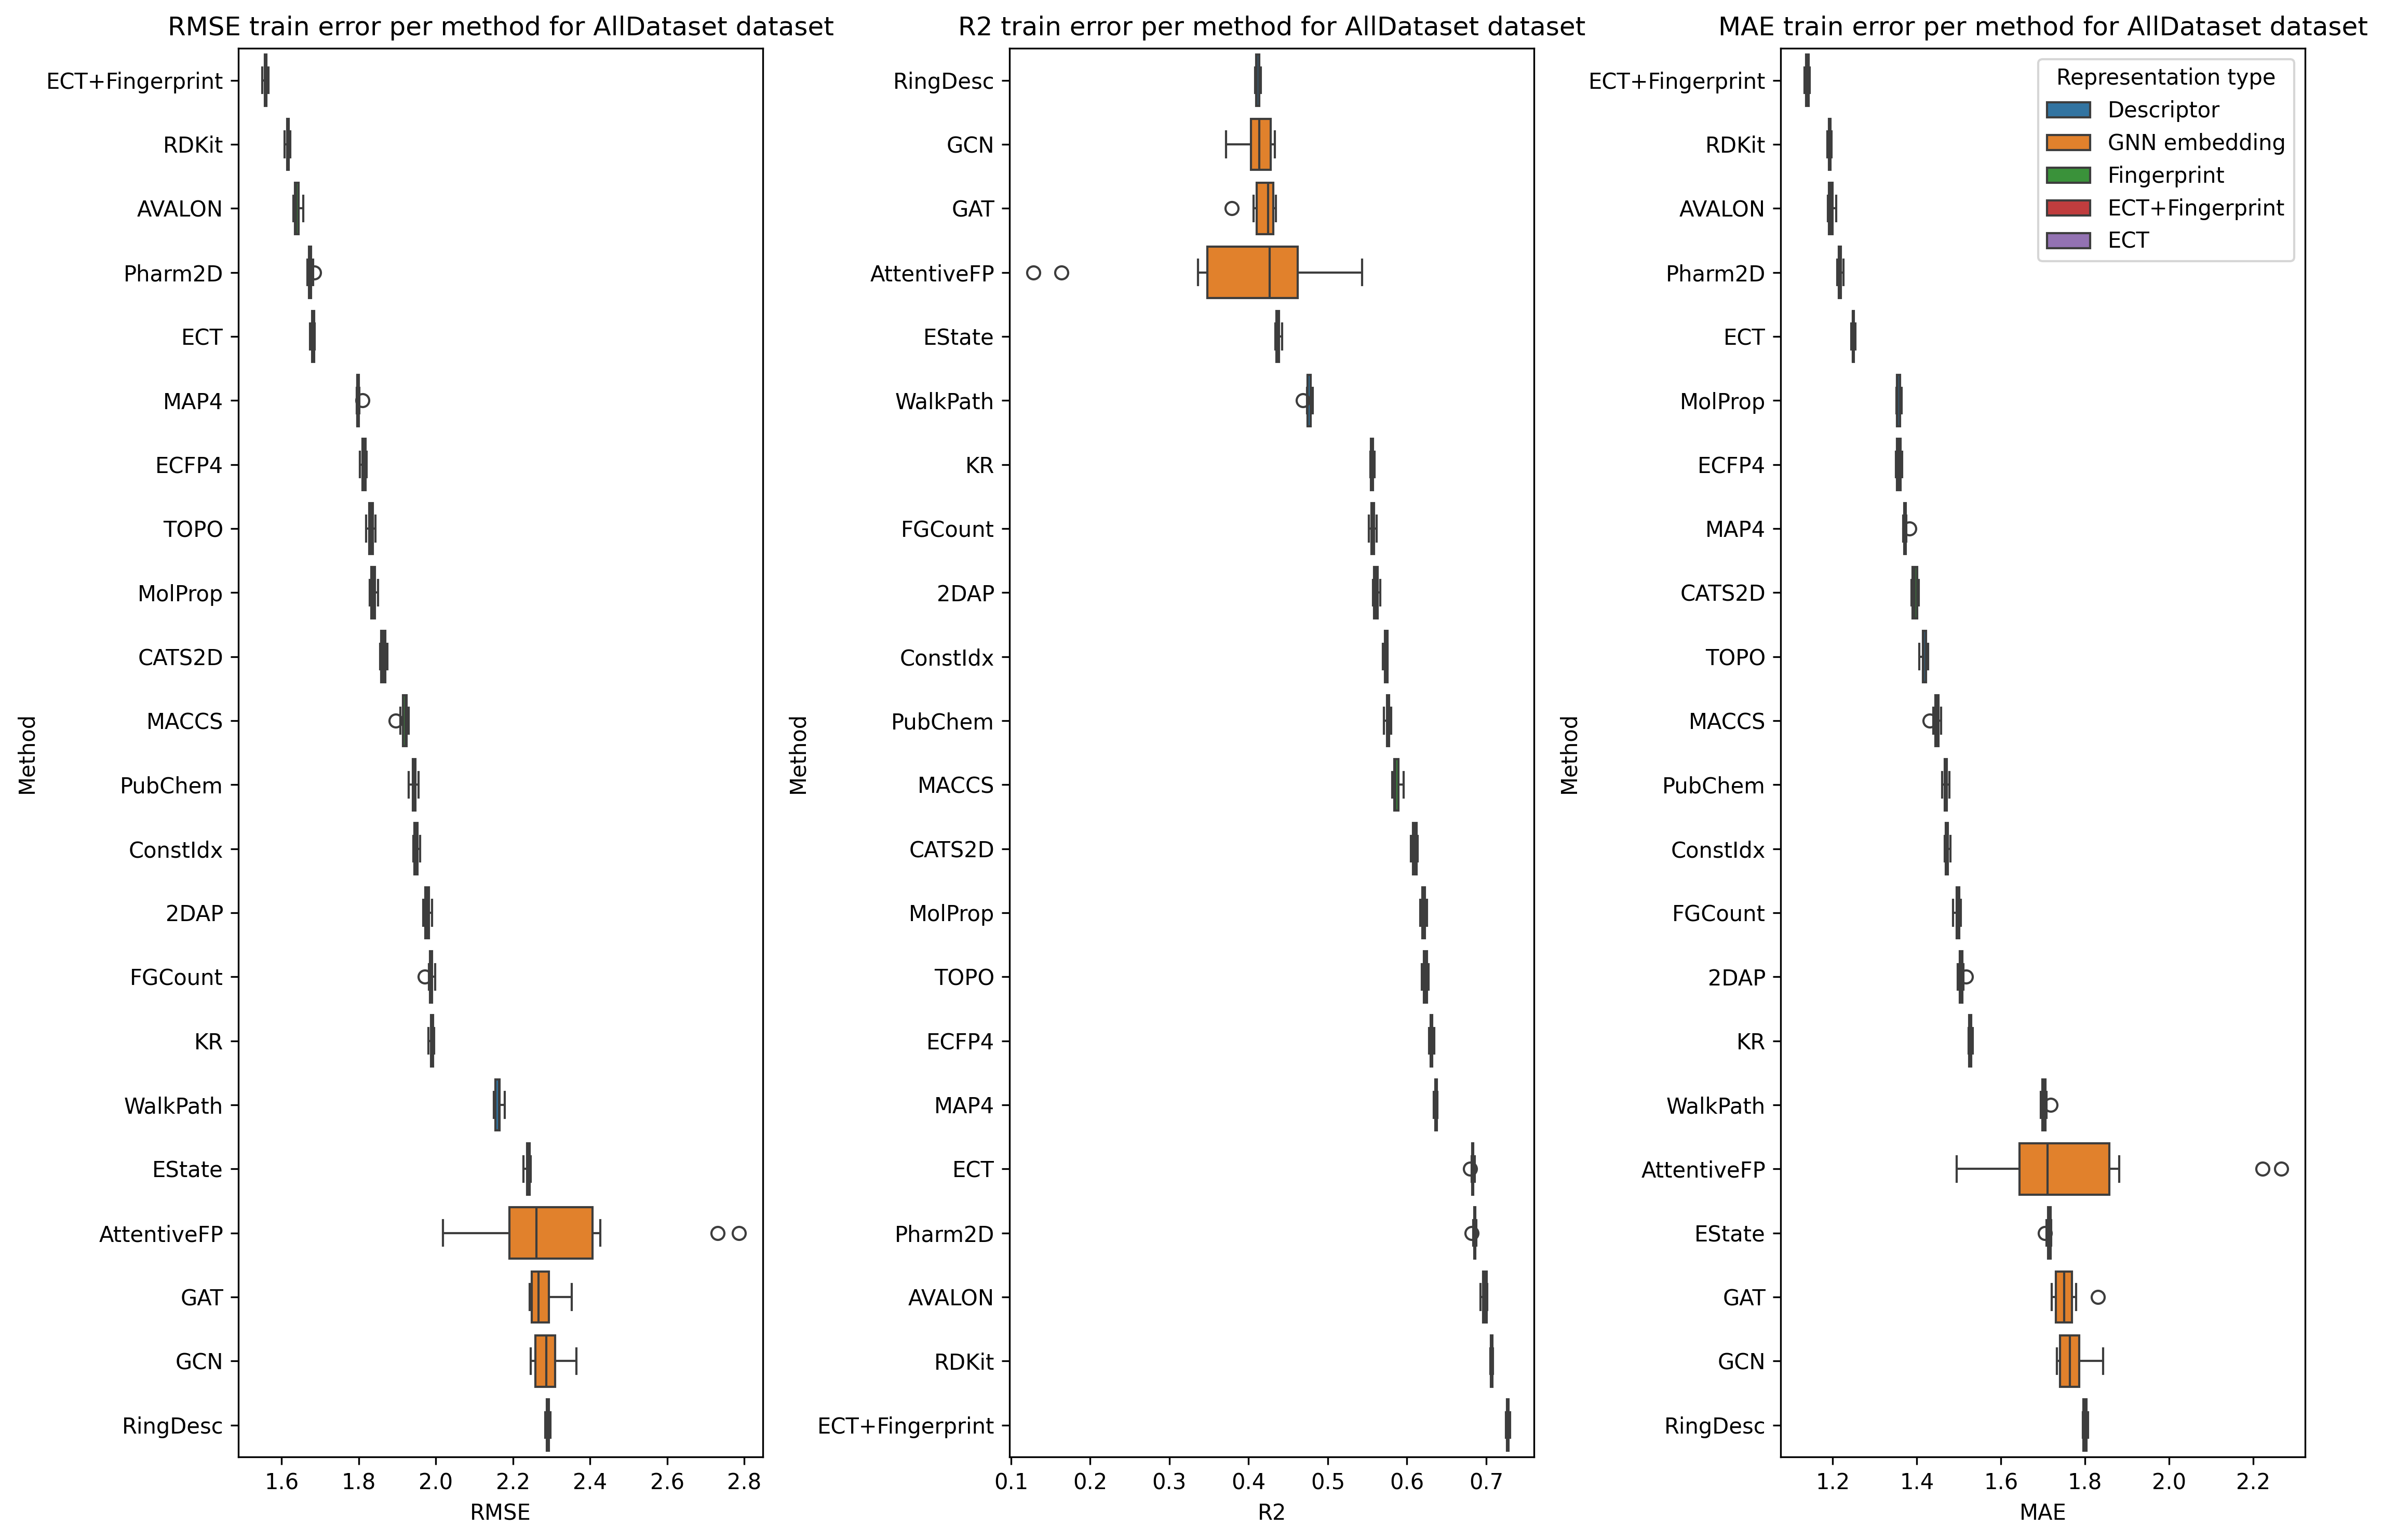 RMSE train error per method for AllDataset dataset
Method
ECT+Fingerprint
RDKit
AVALON
Pharm2D
ECT
MAP4
ECFP4
TOPO
MolProp
CATS2D
MACCS
PubChem
ConstIdx
2DAP
FGCount
KR
WalkPath
EState
AttentiveFP
GAT
GCN
RingDesc
1.6 1.8 2.0 2.2 2.4 2.6 2.8
RMSE
R2 train error per method for AllDataset dataset
Method
RingDesc
GCN
GAT
AttentiveFP
EState
WalkPath
KR
FGCount
2DAP
ConstIdx
PubChem
MACCS
CATS2D
MolProp
TOPO
ECFP4
MAP4
ECT
Pharm2D
AVALON
RDKit
ECT+Fingerprint
0.1 0.2 0.3 0.4 0.5 0.6 0.7
R2
MAE train error per method for AllDataset dataset
Method
ECT+Fingerprint
RDKit
AVALON
Pharm2D
ECT
MolProp
ECFP4
MAP4
CATS2D
TOPO
MACCS
PubChem
ConstIdx
FGCount
2DAP
KR
WalkPath
AttentiveFP
EState
GAT
GCN
RingDesc
1.2 1.4 1.6 1.8 2.0 2.2
MAE
Representation type
Descriptor
GNN embedding
Fingerprint
ECT+Fingerprint
ECT